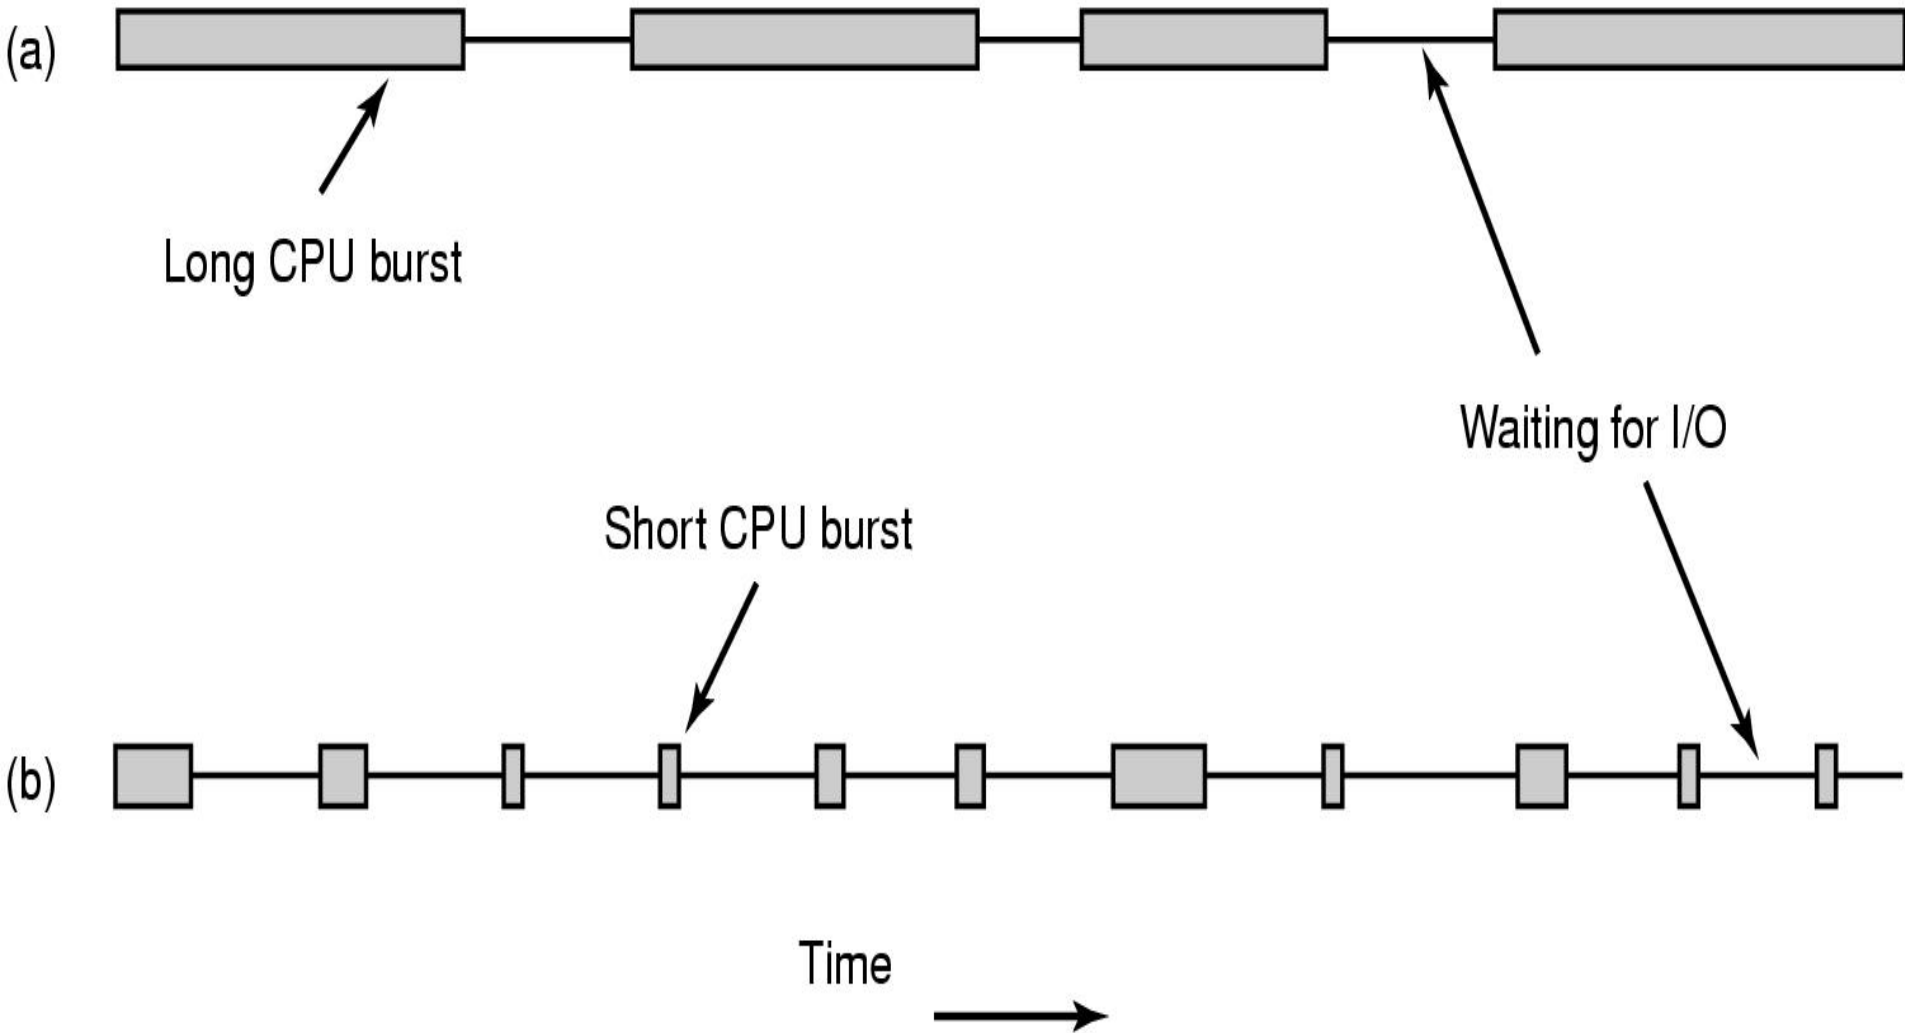 (a)
Long CPU burst
Waiting for I/O
Short CPU burst
(b)
Time